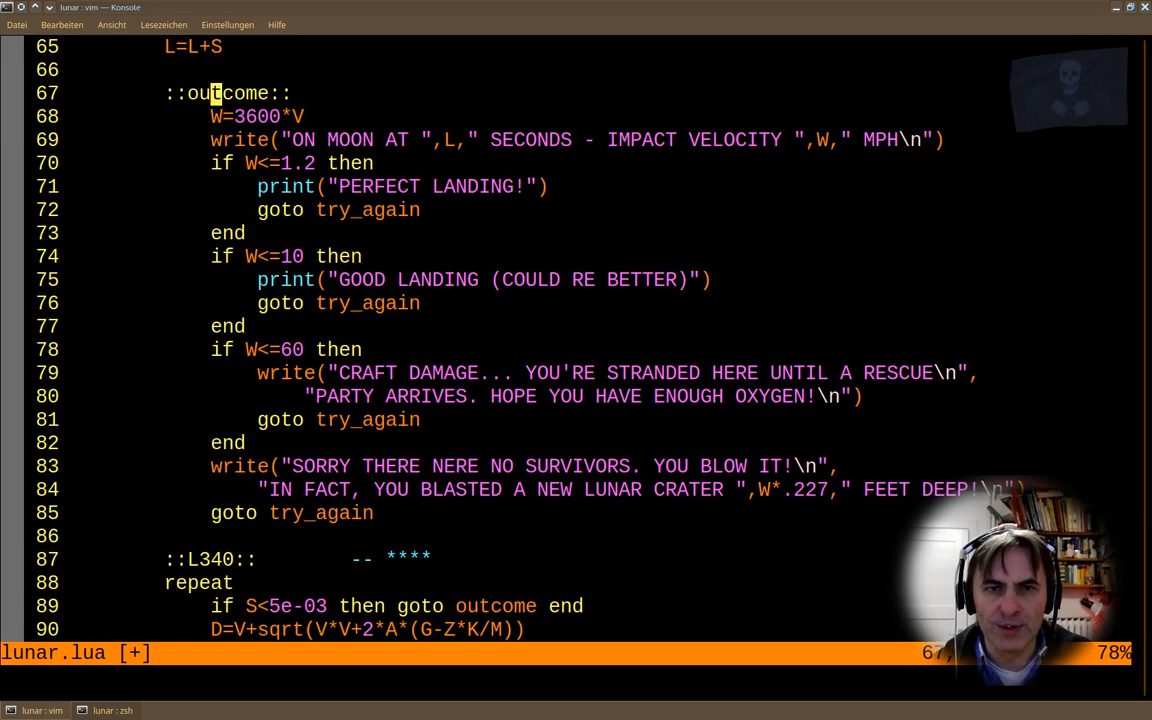 lunar : vim — Konsole
Datei Bearbeiten Ansicht Lesezeichen Einstellungen Hilfe
65 L=L+S
66
67 ::outcome::
68 W=3600*V
69 write("ON MOON AT ",L," SECONDS - IMPACT VELOCITY ",W," MPH\n")
70 if W<=1.2 then
71 print("PERFECT LANDING!")
72 goto try_again
73 end
74 if W<=10 then
75 print("GOOD LANDING (COULD RE BETTER)")
76 goto try_again
77 end
78 if W<=60 then
79 write("CRAFT DAMAGE... YOU'RE STRANDED HERE UNTIL A RESCUE\n",
80 "PARTY ARRIVES. HOPE YOU HAVE ENOUGH OXYGEN!\n")
81 goto try_again
82 end
83 write("SORRY THERE NERE NO SURVIVORS. YOU BLOW IT!\n",
84 "IN FACT, YOU BLASTED A NEW LUNAR CRATER ",W*.227," FEET DEEP!\n")
85 goto try_again
86
87 ::L340:: -- ****
88 repeat
89 if S<5e-03 then goto outcome end
90 D=V+sqrt(V*V+2*A*(G-Z*K/M))
lunar.lua [+] 67, 78%
lunar : vim lunar : zsh